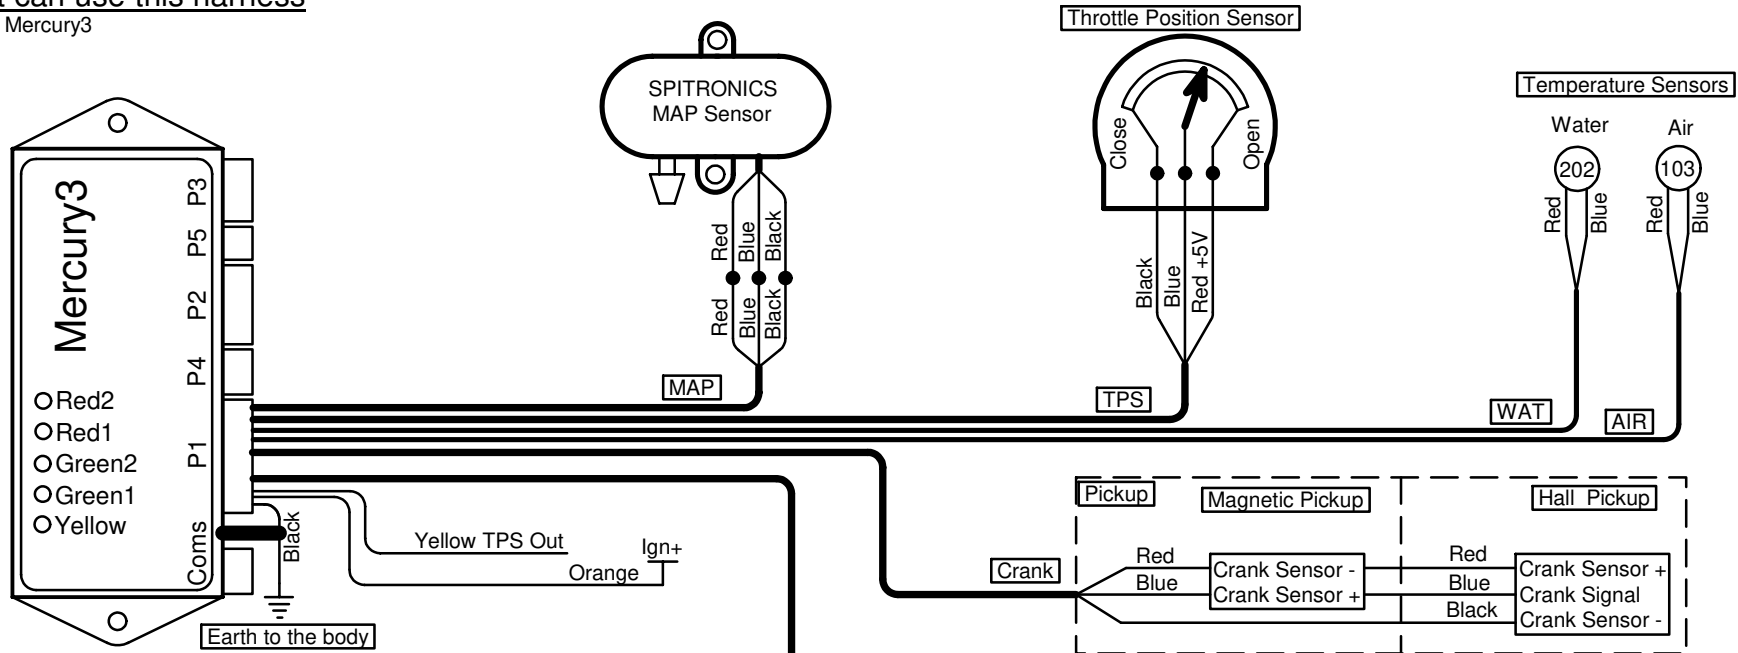 can use this harness
Mercury3
Mercury3
P3
P5
P2
P4
P1
Coms
Red2
Red1
Green2
Green1
Yellow
Black
Earth to the body
Yellow TPS Out
Orange
Ign+
SPITRONICS
MAP Sensor
Red
Blue
Black
Red
Blue
Black
MAP
Throttle Position Sensor
Close
Open
Black
Blue
Red +5V
TPS
Temperature Sensors
Water
Air
202
103
Red
Blue
Red
Blue
WAT
AIR
Crank
Pickup
Magnetic Pickup
Hall Pickup
Red
Blue
Crank Sensor -
Crank Sensor +
Red
Blue
Black
Crank Sensor +
Crank Signal
Crank Sensor -